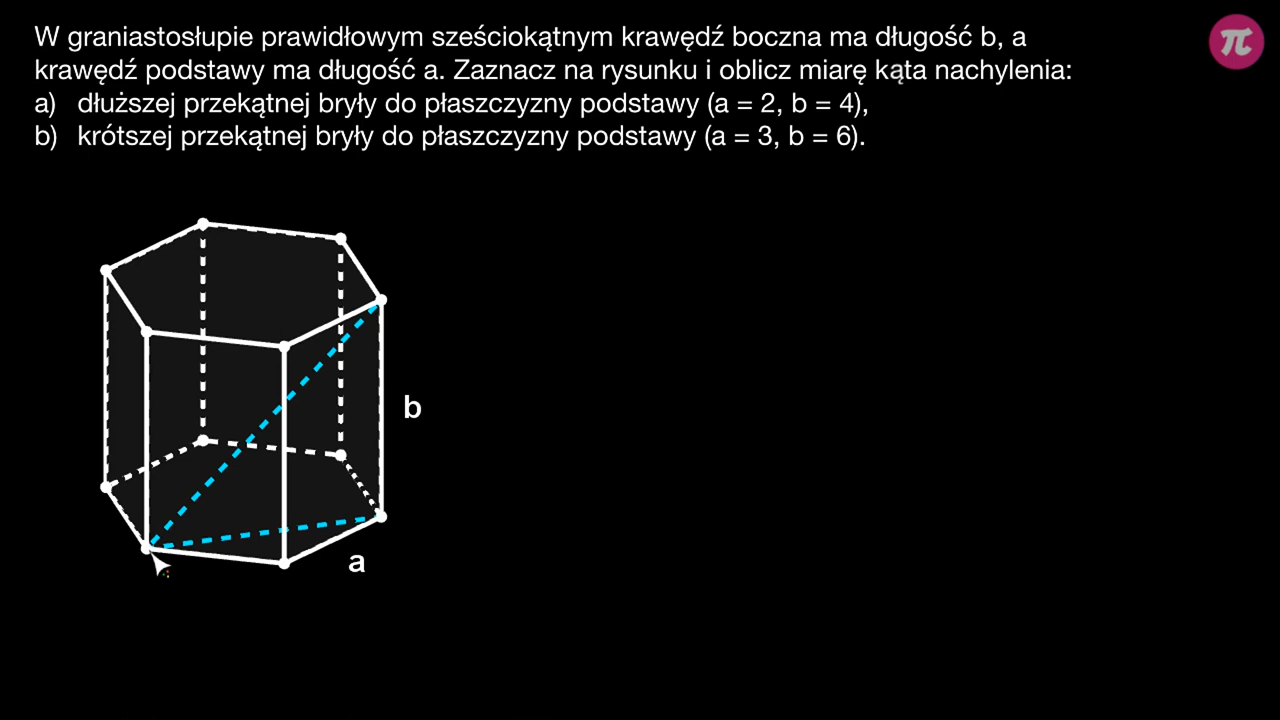 W graniastosłupie prawidłowym sześciokątnym krawędź boczna ma długość b, a
krawędź podstawy ma długość a. Zaznacz na rysunku i oblicz miarę kąta nachylenia:
a) dłuższej przekątnej bryły do płaszczyzny podstawy (a = 2, b = 4),
b) krótszej przekątnej bryły do płaszczyzny podstawy (a = 3, b = 6).
π
b
a